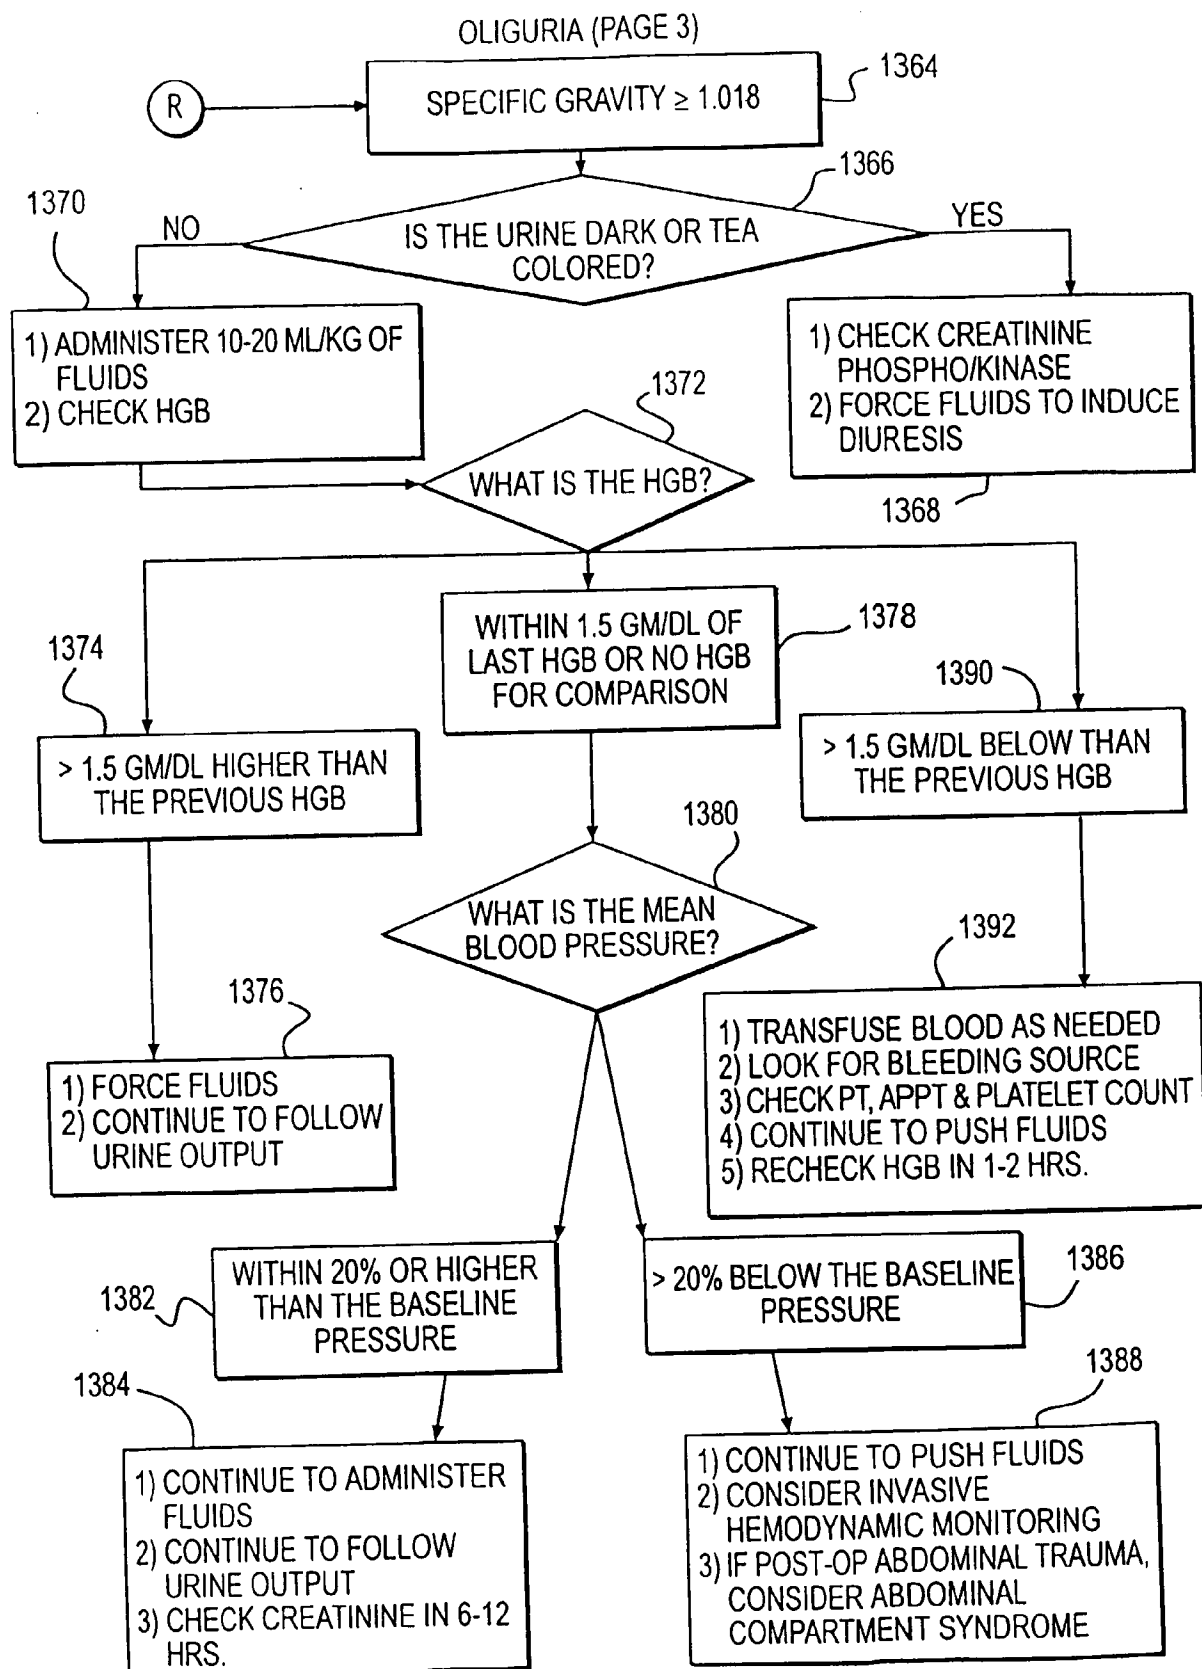 OLIGURIA (PAGE 3)
R
SPECIFIC GRAVITY ≥ 1.018
1364
1366
IS THE URINE DARK OR TEA
COLORED?
NO
YES
1370
1) ADMINISTER 10-20 ML/KG OF
FLUIDS
2) CHECK HGB
1) CHECK CREATININE
PHOSPHO/KINASE
2) FORCE FLUIDS TO INDUCE
DIURESIS
1368
1372
WHAT IS THE HGB?
1374
> 1.5 GM/DL HIGHER THAN
THE PREVIOUS HGB
WITHIN 1.5 GM/DL OF
LAST HGB OR NO HGB
FOR COMPARISON
1378
1390
> 1.5 GM/DL BELOW THAN
THE PREVIOUS HGB
1380
WHAT IS THE MEAN
BLOOD PRESSURE?
1376
1) FORCE FLUIDS
2) CONTINUE TO FOLLOW
URINE OUTPUT
1392
1) TRANSFUSE BLOOD AS NEEDED
2) LOOK FOR BLEEDING SOURCE
3) CHECK PT, APPT & PLATELET COUNT
4) CONTINUE TO PUSH FLUIDS
5) RECHECK HGB IN 1-2 HRS.
1382
WITHIN 20% OR HIGHER
THAN THE BASELINE
PRESSURE
> 20% BELOW THE BASELINE
PRESSURE
1386
1384
1) CONTINUE TO ADMINISTER
FLUIDS
2) CONTINUE TO FOLLOW
URINE OUTPUT
3) CHECK CREATININE IN 6-12
HRS.
1388
1) CONTINUE TO PUSH FLUIDS
2) CONSIDER INVASIVE
HEMODYNAMIC MONITORING
3) IF POST-OP ABDOMINAL TRAUMA,
CONSIDER ABDOMINAL
COMPARTMENT SYNDROME